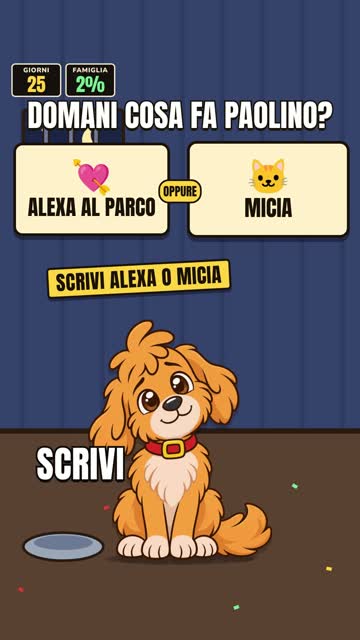 GIORNI
25
FAMIGLIA
2%
DOMANI COSA FA PAOLINO?
ALEXA AL PARCO
OPPURE
MICIA
SCRIVI ALEXA O MICIA
SCRIVI